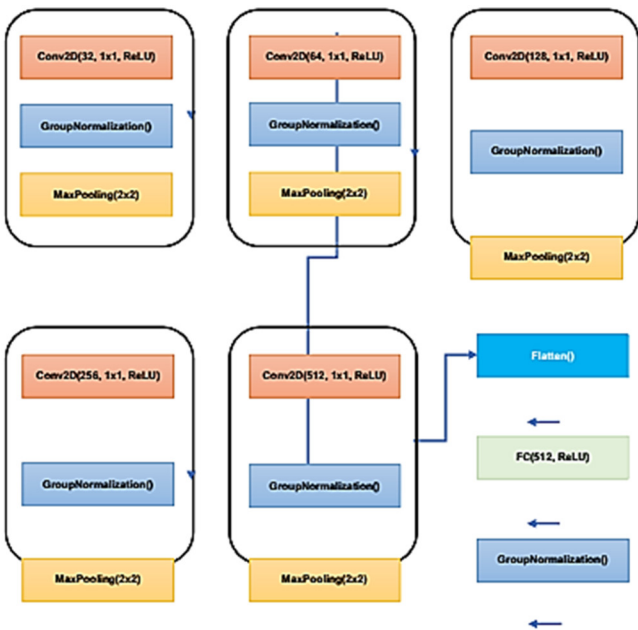 Conv2D(32, 1x1, ReLU)
GroupNormalization()
MaxPooling(2x2)
Conv2D(64, 1x1, ReLU)
GroupNormalization()
MaxPooling(2x2)
Conv2D(128, 1x1, ReLU)
GroupNormalization()
MaxPooling(2x2)
Conv2D(256, 1x1, ReLU)
GroupNormalization()
MaxPooling(2x2)
Conv2D(512, 1x1, ReLU)
GroupNormalization()
MaxPooling(2x2)
Flatten()
FC(512, ReLU)
GroupNormalization()